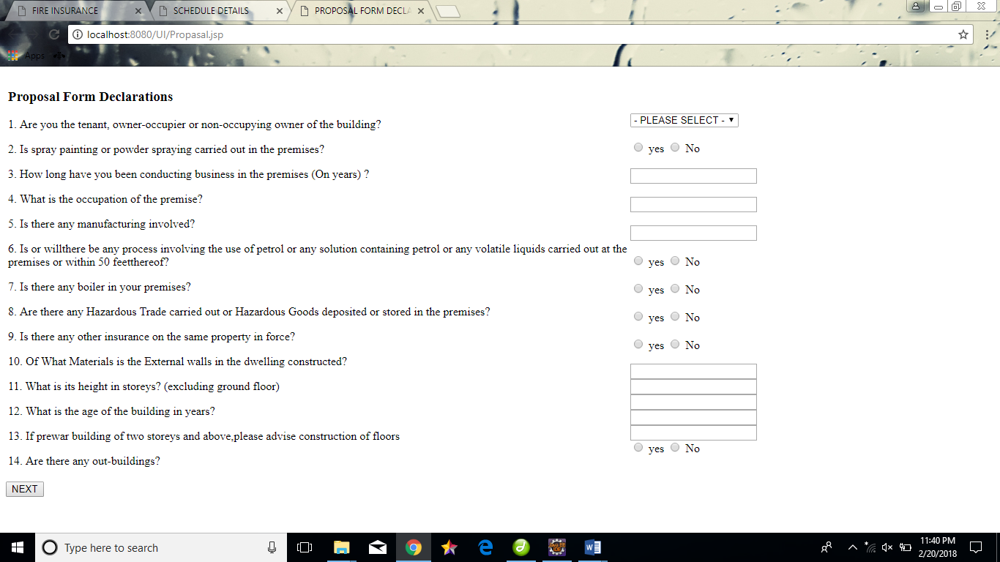 FIRE INSURANCE
SCHEDULE DETAILS
PROPOSAL FORM DECLA
localhost:8080/UI/Propasal.jsp
Apps
Proposal Form Declarations
1. Are you the tenant, owner-occupier or non-occupying owner of the building? - PLEASE SELECT -
2. Is spray painting or powder spraying carried out in the premises? yes No
3. How long have you been conducting business in the premises (On years) ?
4. What is the occupation of the premise?
5. Is there any manufacturing involved?
6. Is or willthere be any process involving the use of petrol or any solution containing petrol or any volatile liquids carried out at the
premises or within 50 feetthereof? yes No
7. Is there any boiler in your premises? yes No
8. Are there any Hazardous Trade carried out or Hazardous Goods deposited or stored in the premises? yes No
9. Is there any other insurance on the same property in force? yes No
10. Of What Materials is the External walls in the dwelling constructed?
11. What is its height in storeys? (excluding ground floor)
12. What is the age of the building in years?
13. If prewar building of two storeys and above,please advise construction of floors
14. Are there any out-buildings? yes No
NEXT
Type here to search
11:40 PM
2/20/2018